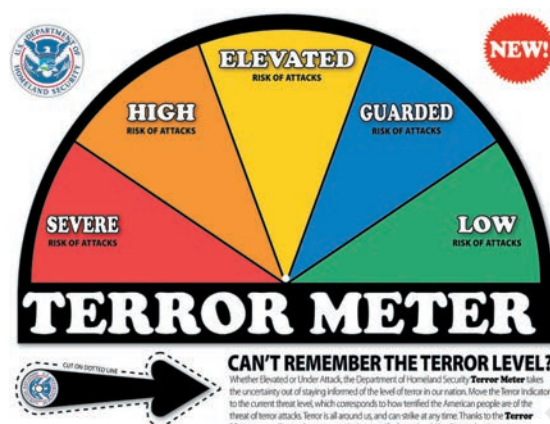 U.S. DEPARTMENT OF
HOMELAND SECURITY
NEW!
ELEVATED
RISK OF ATTACKS
HIGH
RISK OF ATTACKS
GUARDED
RISK OF ATTACKS
SEVERE
RISK OF ATTACKS
LOW
RISK OF ATTACKS
TERROR METER
CUT ON DOTTED LINE
CAN'T REMEMBER THE TERROR LEVEL?
Whether Elevated or Under Attack, the Department of Homeland Security Terror Meter takes
the uncertainty out of staying informed of the level of terror in our nation. Move the Terror Indicator
to the current threat level, which corresponds to how terrified the American people are of the
threat of terror attacks. Terror is all around us, and can strike at any time. Thanks to the Terror